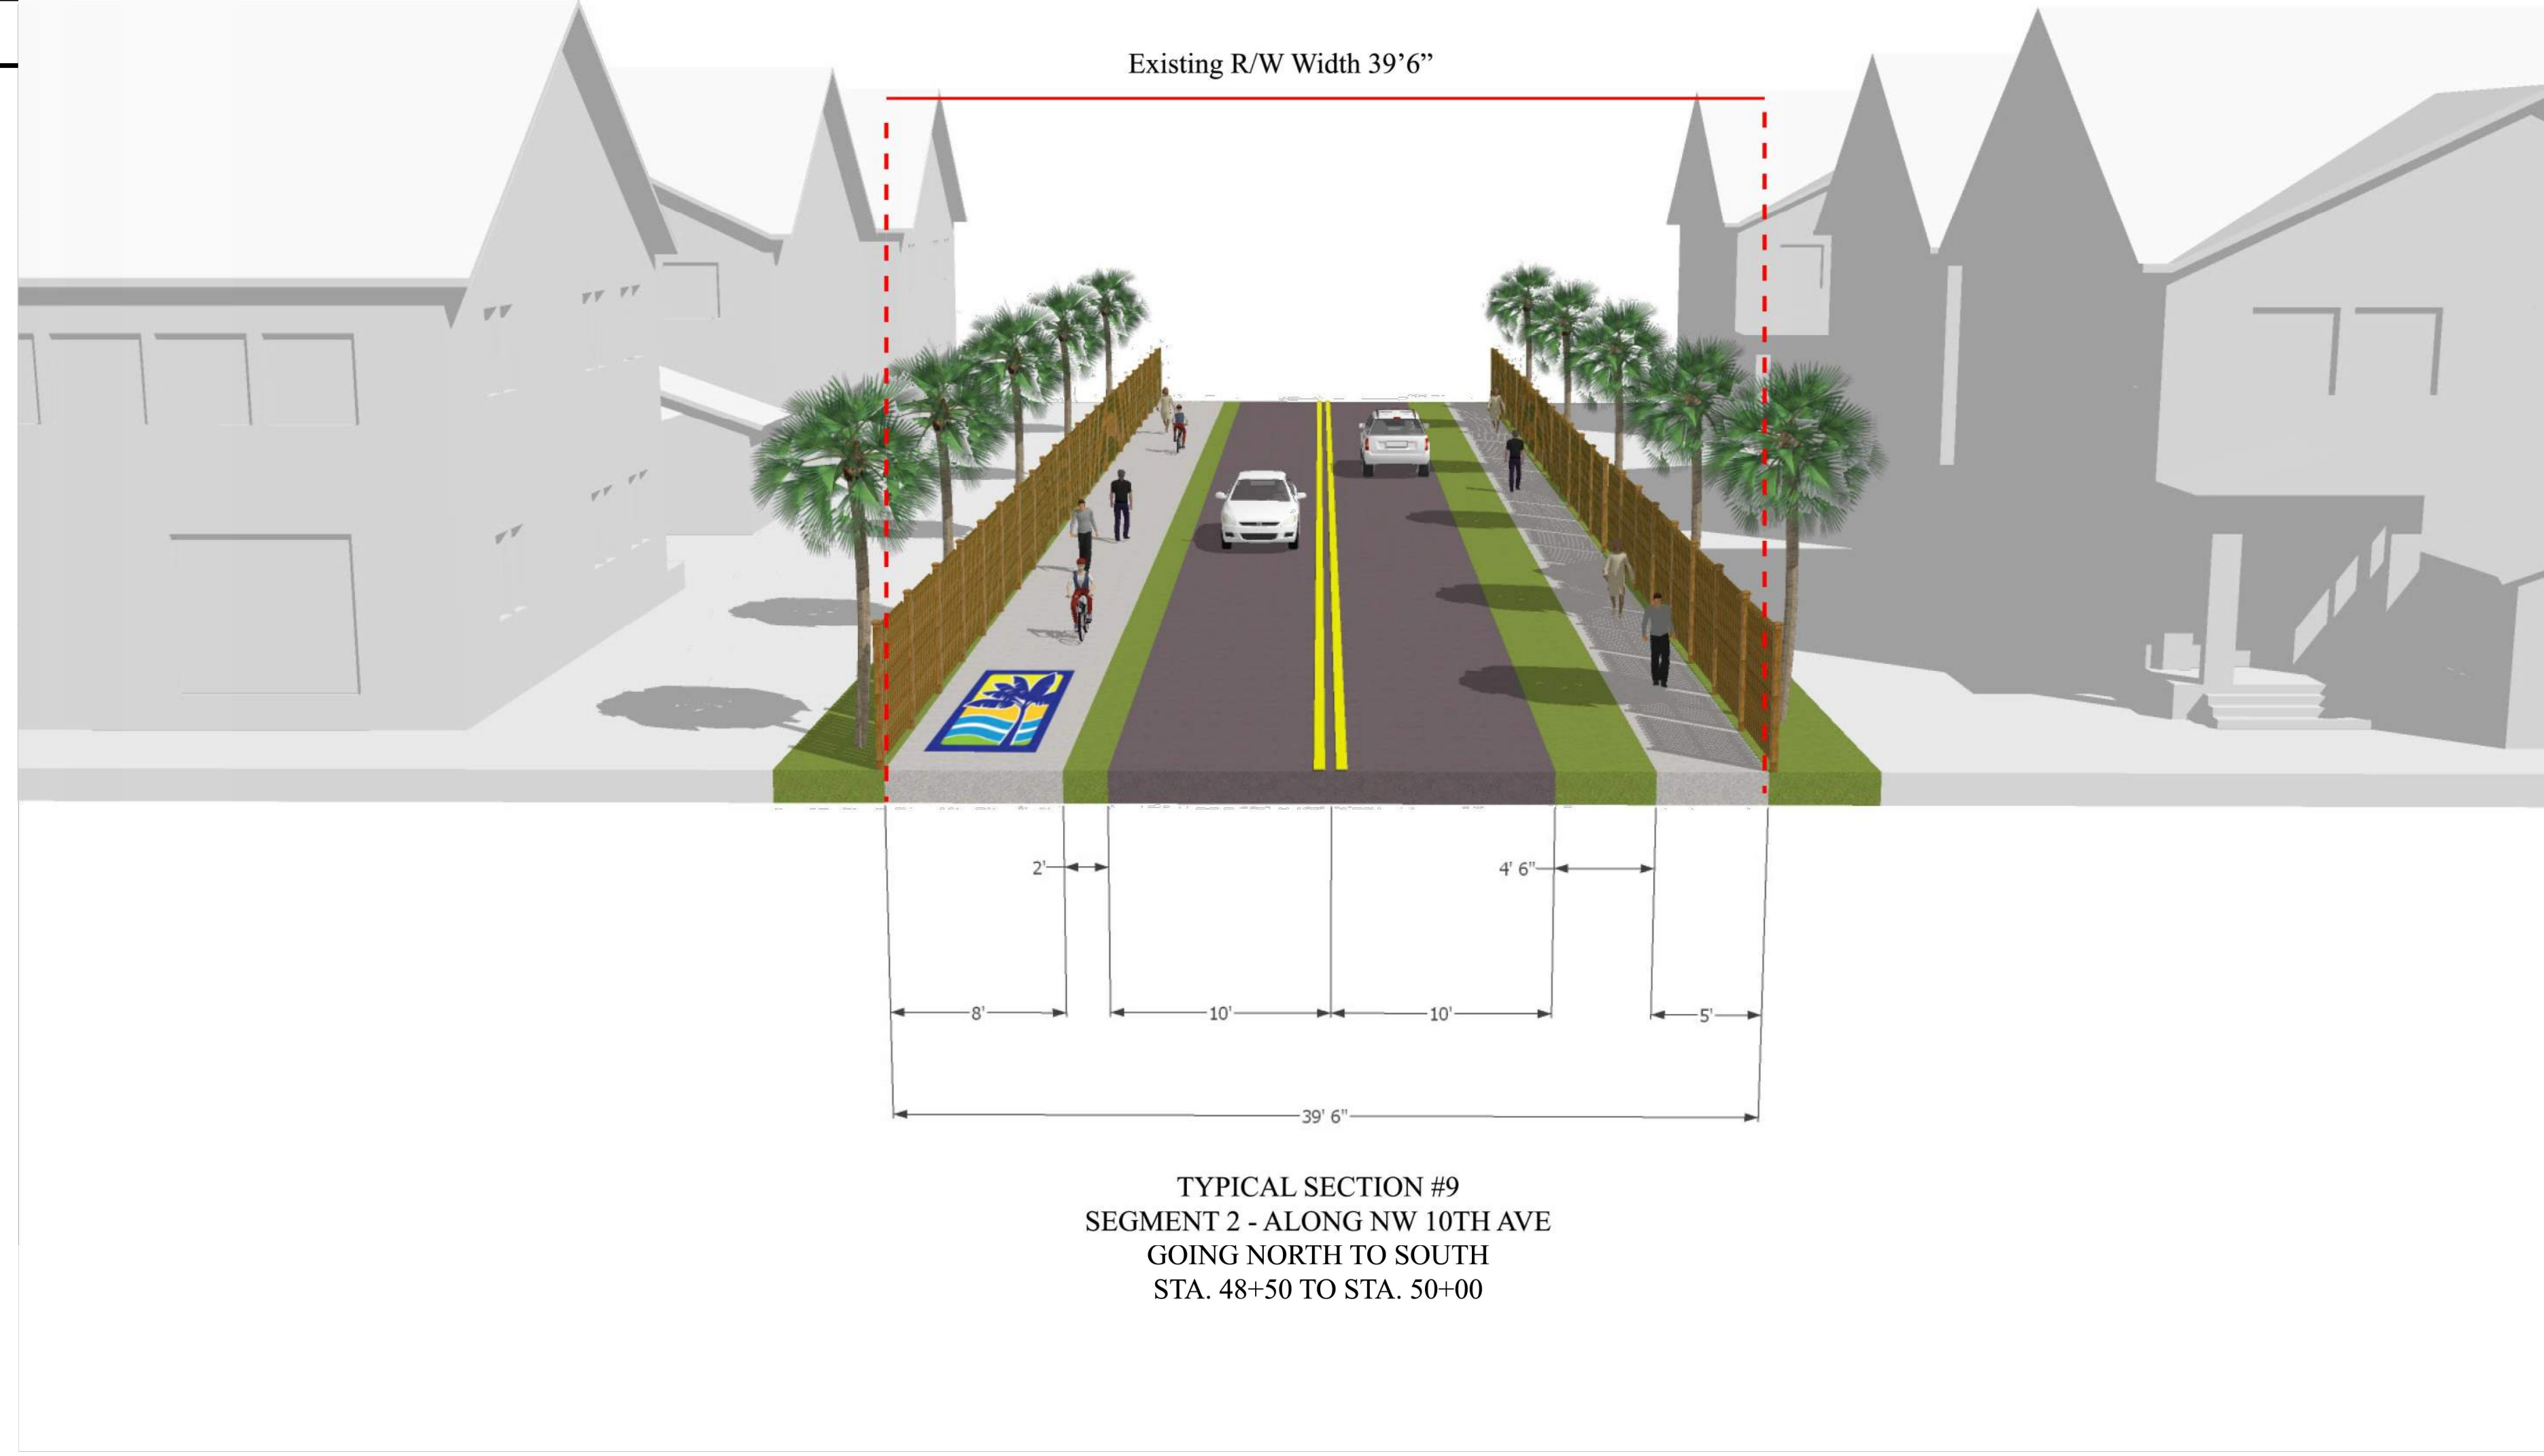 Existing R/W Width 39’6”
2'
4' 6"
8'
10'
10'
5'
39' 6"
TYPICAL SECTION #9
SEGMENT 2 - ALONG NW 10TH AVE
GOING NORTH TO SOUTH
STA. 48+50 TO STA. 50+00